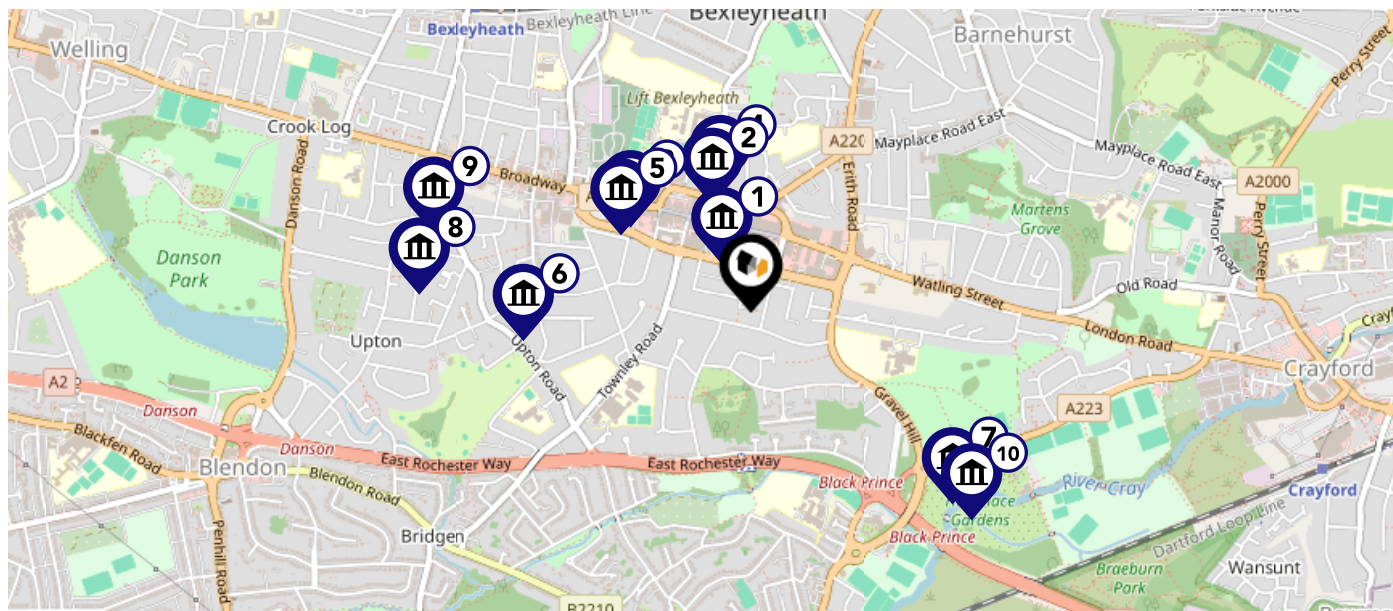 Bexleyheath
Welling
Bexleyheath
Bexleyheath Line
Barnehurst
Perry Street
Lift Bexleyheath
Crook Log
4
2
A220
Mayplace Road East
Mayplace Road East
9
Broadway
5
A2000
Danson Road
1
Erith Road
Martens
Grove
Manor Road
Perry Street
8
Danson
Park
6
Watling Street
Old Road
London Road
Upton
Upton Road
Townley Road
Crayford
A2
Danson
Gravel Hill
A223
Blackfen Road
Danson
7
10
Blendon
East Rochester Way
East Rochester Way
Blendon Road
Black Prince
River Cray
Crayford
Gardens
Bridgen
Black Prince
Dartford Loop Line
Penhill Road
Braeburn
Park
Wansunt
B2210